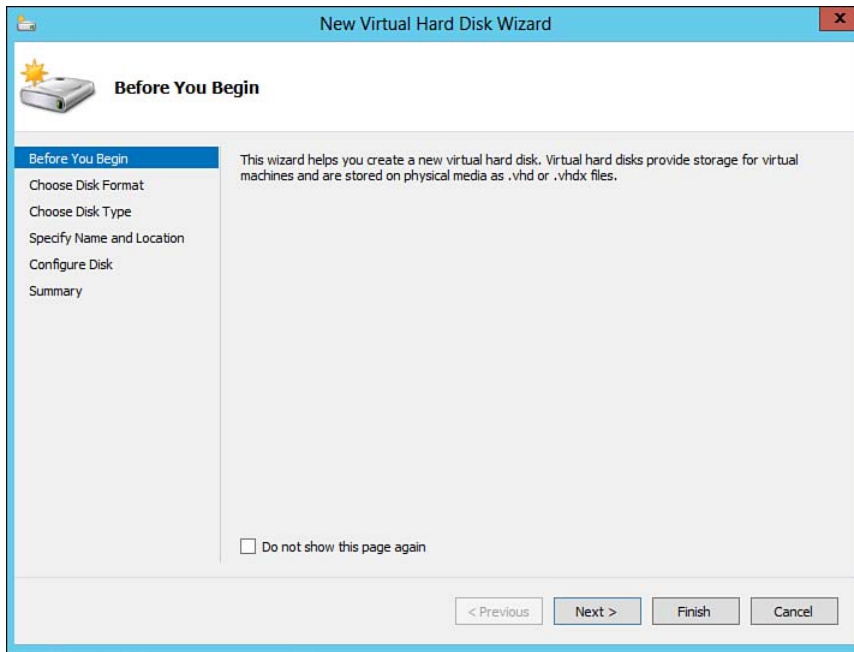 New Virtual Hard Disk Wizard
X
Before You Begin
Before You Begin
Choose Disk Format
Choose Disk Type
Specify Name and Location
Configure Disk
Summary
This wizard helps you create a new virtual hard disk. Virtual hard disks provide storage for virtual
machines and are stored on physical media as .vhd or .vhdx files.
Do not show this page again
< Previous Next > Finish Cancel